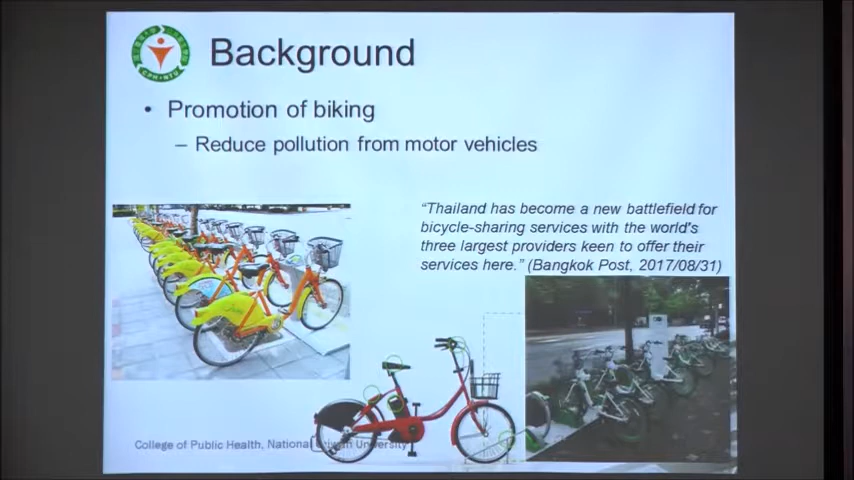 Background
• Promotion of biking
– Reduce pollution from motor vehicles
“Thailand has become a new battlefield for
bicycle-sharing services with the world's
three largest providers keen to offer their
services here.” (Bangkok Post, 2017/08/31)
College of Public Health, National Taiwan University
CPH·NTU